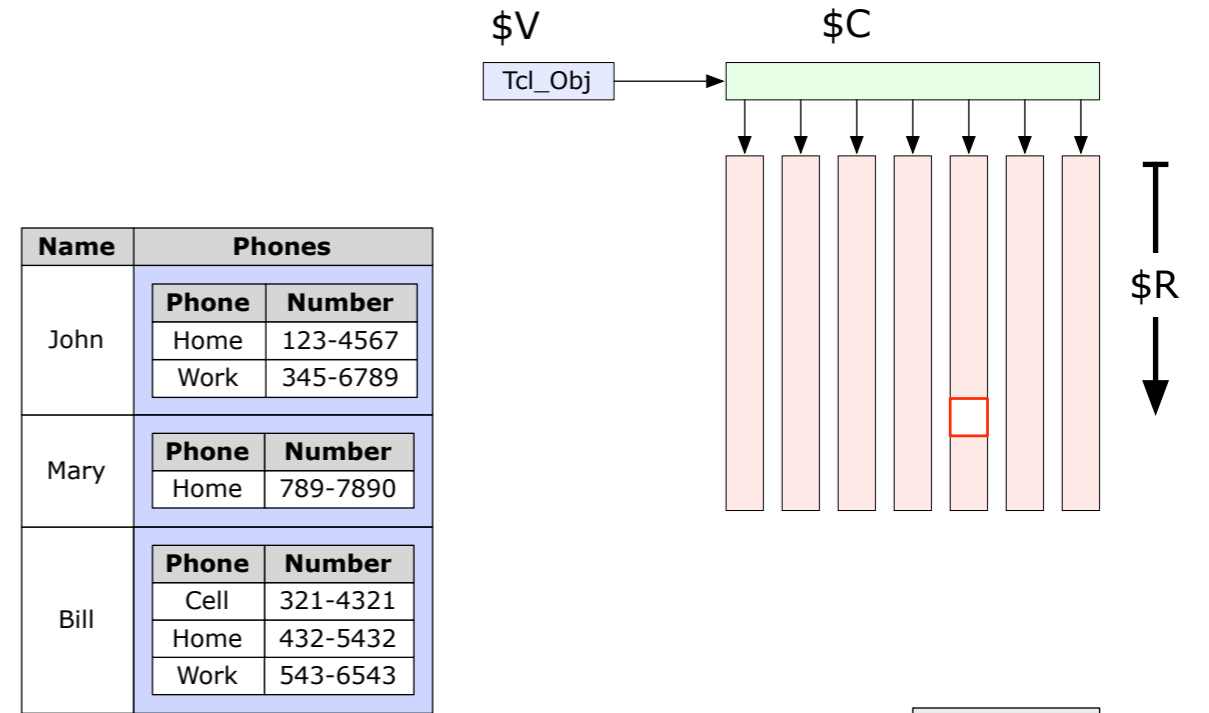 $V
$C
Tcl_Obj
$R
Name Phones
John
Phone Number
Home 123-4567
Work 345-6789
Mary
Phone Number
Home 789-7890
Bill
Phone Number
Cell 321-4321
Home 432-5432
Work 543-6543